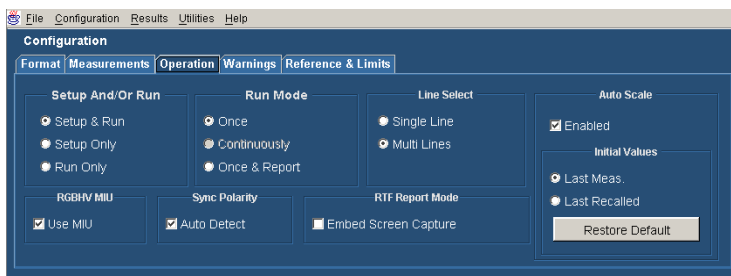 File Configuration Results Utilities Help
Configuration
Format Measurements Operation Warnings Reference & Limits
Setup And/Or Run
Setup & Run
Setup Only
Run Only
Run Mode
Once
Continuously
Once & Report
Line Select
Single Line
Multi Lines
Auto Scale
Enabled
Initial Values
Last Meas.
Last Recalled
Restore Default
RGBHV MIU
Use MIU
Sync Polarity
Auto Detect
RTF Report Mode
Embed Screen Capture